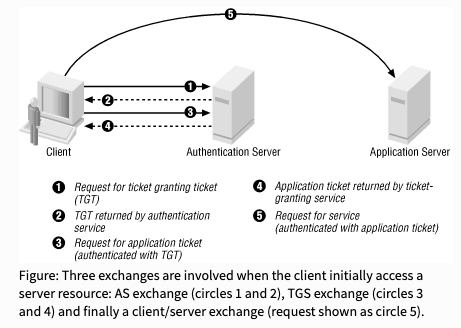 5
1
2
3
4
Client
Authentication Server
Application Server
1 Request for ticket granting ticket
(TGT)
2 TGT returned by authentication
service
3 Request for application ticket
(authenticated with TGT)
4 Application ticket returned by ticket-
granting service
5 Request for service
(authenticated with application ticket)
Figure: Three exchanges are involved when the client initially access a
server resource: AS exchange (circles 1 and 2), TGS exchange (circles 3
and 4) and finally a client/server exchange (request shown as circle 5).